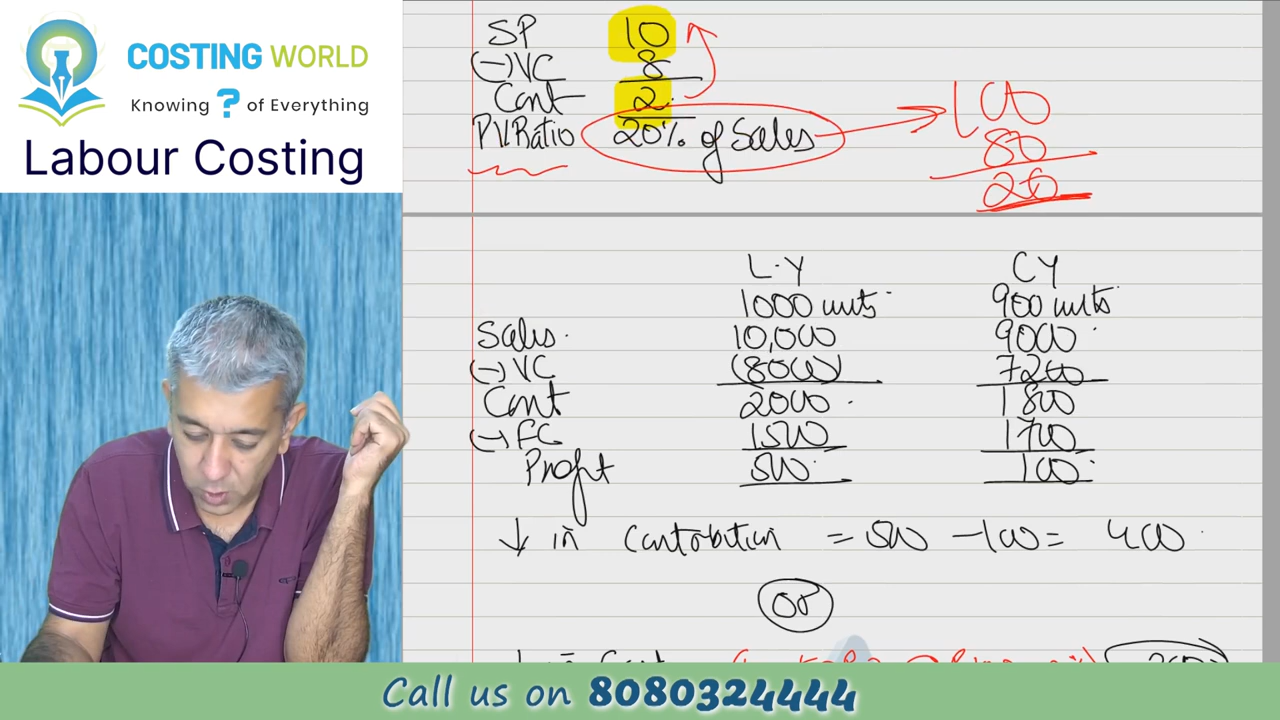 COSTING WORLD
Knowing ? of Everything
Labour Costing
SP 10
(-) VC 8
Cont 2
P/V Ratio 20% of Sales
100
80
20
L.Y CY
1000 units 900 units
Sales 10,000 9000
(-) VC (8000) 7200
Cont 2000 1800
(-) FC 1500 1700
Profit 500 100
↓ in Contribution = 500 - 100 = 400
OR
Call us on 8080324444